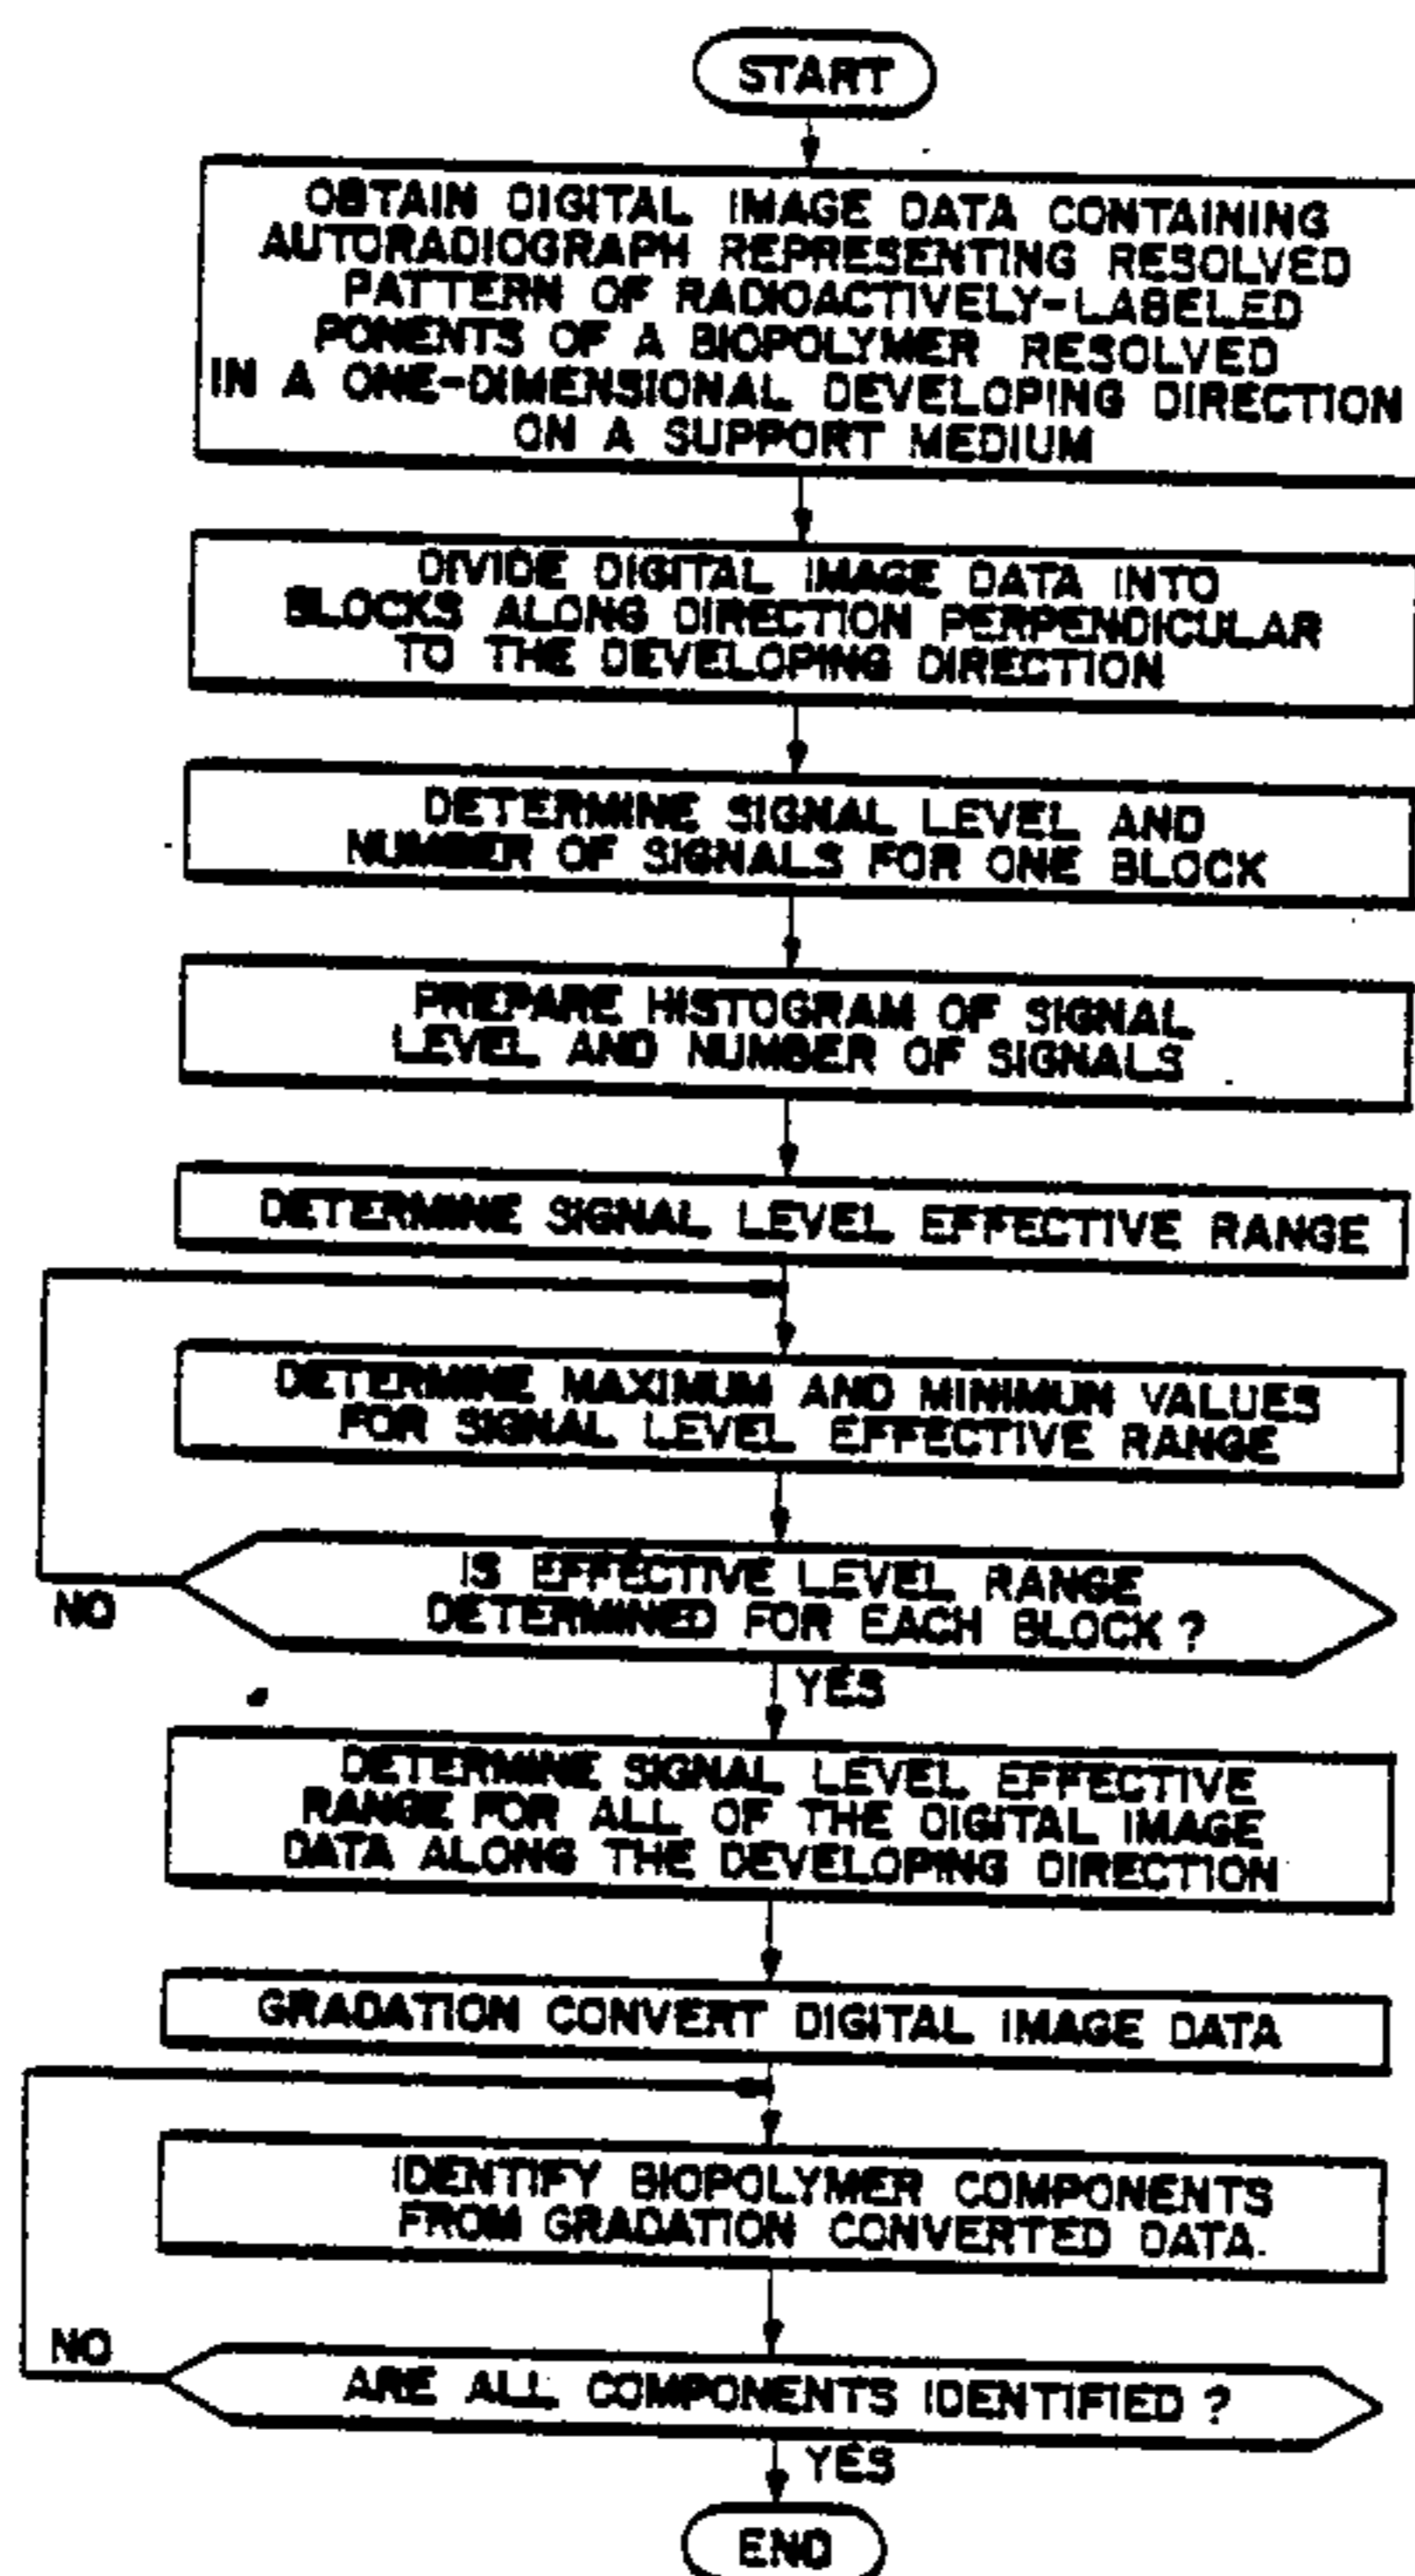 START
OBTAIN DIGITAL IMAGE DATA CONTAINING
AUTORADIOGRAPH REPRESENTING RESOLVED
PATTERN OF RADIOACTIVELY-LABELED
PONENTS OF A BIOPOLYMER RESOLVED
IN A ONE-DIMENSIONAL DEVELOPING DIRECTION
ON A SUPPORT MEDIUM
DIVIDE DIGITAL IMAGE DATA INTO
BLOCKS ALONG DIRECTION PERPENDICULAR
TO THE DEVELOPING DIRECTION
DETERMINE SIGNAL LEVEL AND
NUMBER OF SIGNALS FOR ONE BLOCK
PREPARE HISTOGRAM OF SIGNAL
LEVEL AND NUMBER OF SIGNALS
DETERMINE SIGNAL LEVEL EFFECTIVE RANGE
DETERMINE MAXIMUM AND MINIMUN VALUES
FOR SIGNAL LEVEL EFFECTIVE RANGE
IS EFFECTIVE LEVEL RANGE
DETERMINED FOR EACH BLOCK ?
NO
YES
DETERMINE SIGNAL LEVEL EFFECTIVE
RANGE FOR ALL OF THE DIGITAL IMAGE
DATA ALONG THE DEVELOPING DIRECTION
GRADATION CONVERT DIGITAL IMAGE DATA
IDENTIFY BIOPOLYMER COMPONENTS
FROM GRADATION CONVERTED DATA.
NO
ARE ALL COMPONENTS IDENTIFIED ?
YES
END